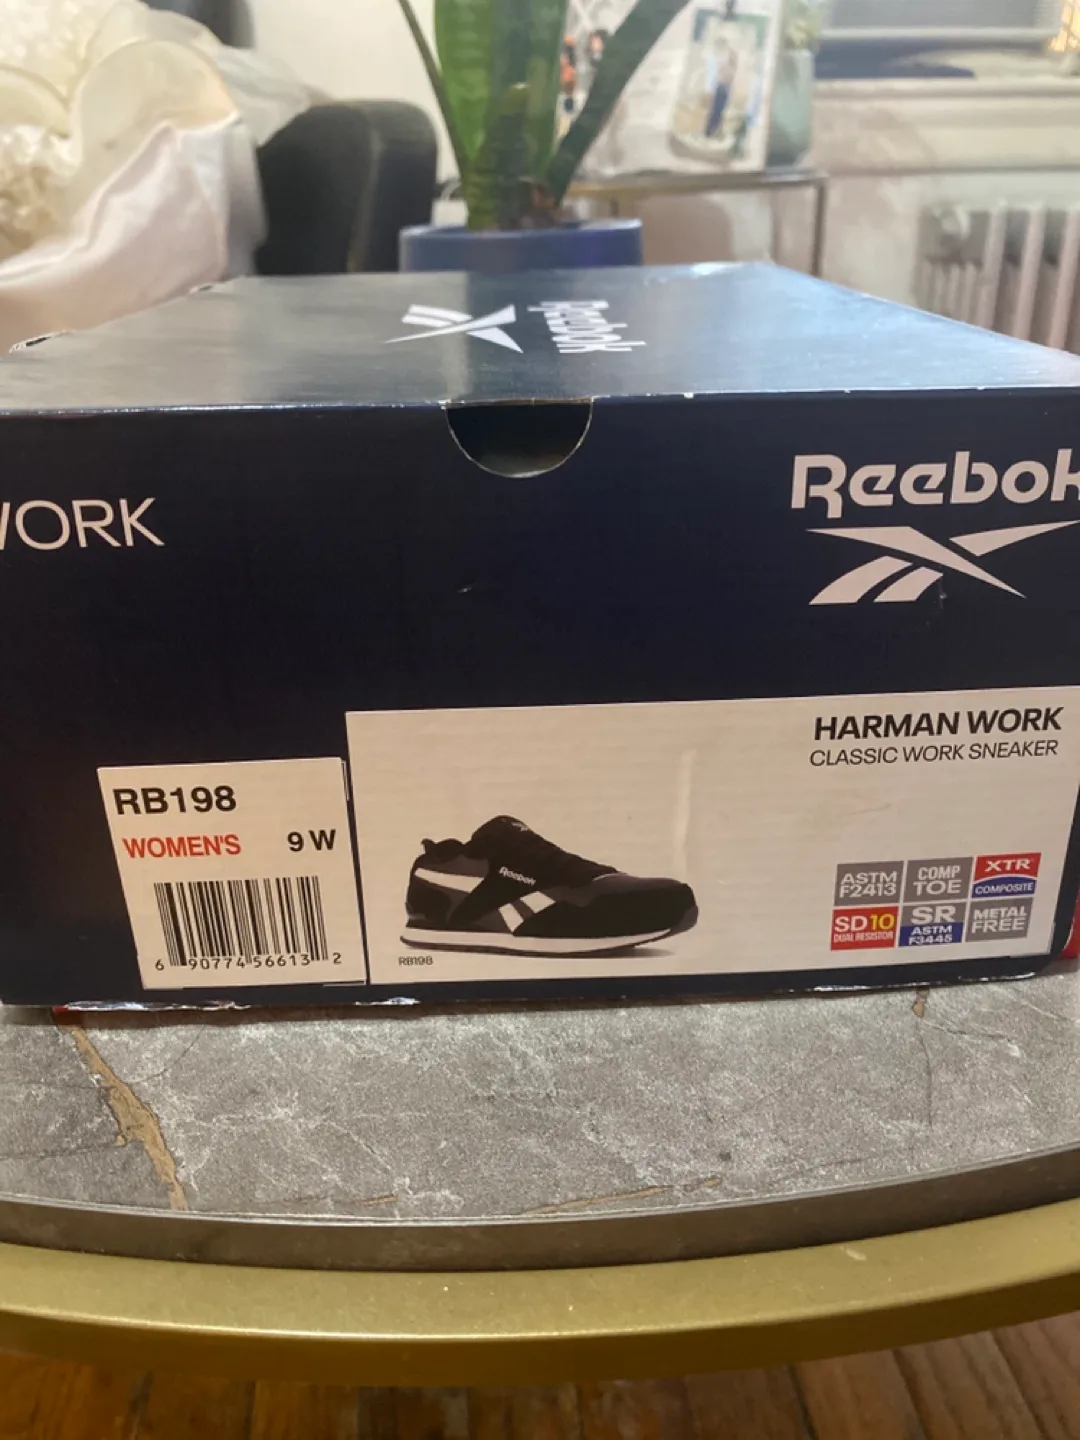 Reebok
WORK
Reebok
HARMAN WORK
CLASSIC WORK SNEAKER
RB198
WOMEN'S 9 W
6 90774 56613 2
Reebok
RB198
ASTM
F2413
COMP
TOE
XTR
COMPOSITE
SD10
DUAL RESISTOR
SR
ASTM
F3445
METAL
FREE